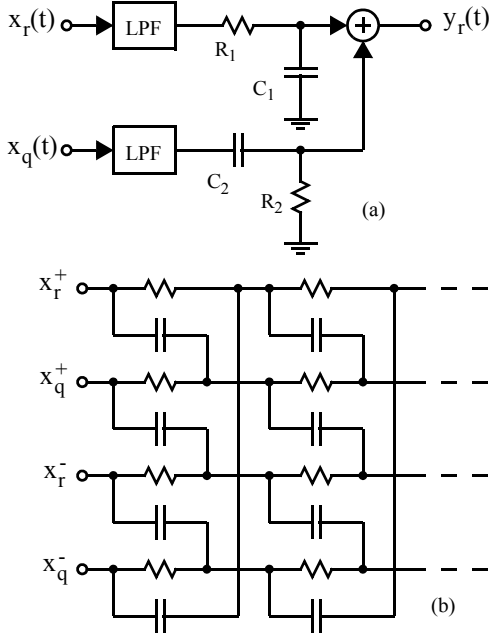 x_r(t)
LPF
R_1
C_1
+
y_r(t)
x_q(t)
LPF
C_2
R_2
(a)
x_r^+
x_q^+
x_r^-
x_q^-
(b)